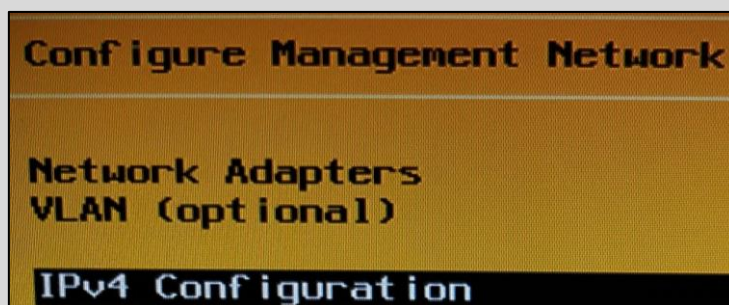 Configure Management Network
Network Adapters
VLAN (optional)
IPv4 Configuration